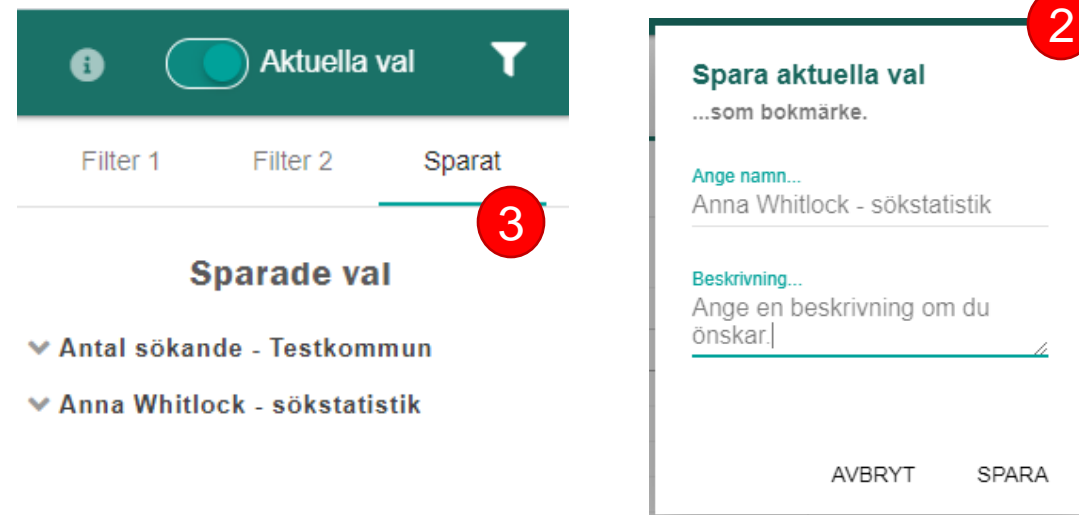 Aktuella val
Filter 1 Filter 2 Sparat
3
Sparade val
Antal sökande - Testkommun
Anna Whitlock - sökstatistik
2
Spara aktuella val
...som bokmärke.
Ange namn...
Anna Whitlock - sökstatistik
Beskrivning...
Ange en beskrivning om du
önskar.
AVBRYT SPARA